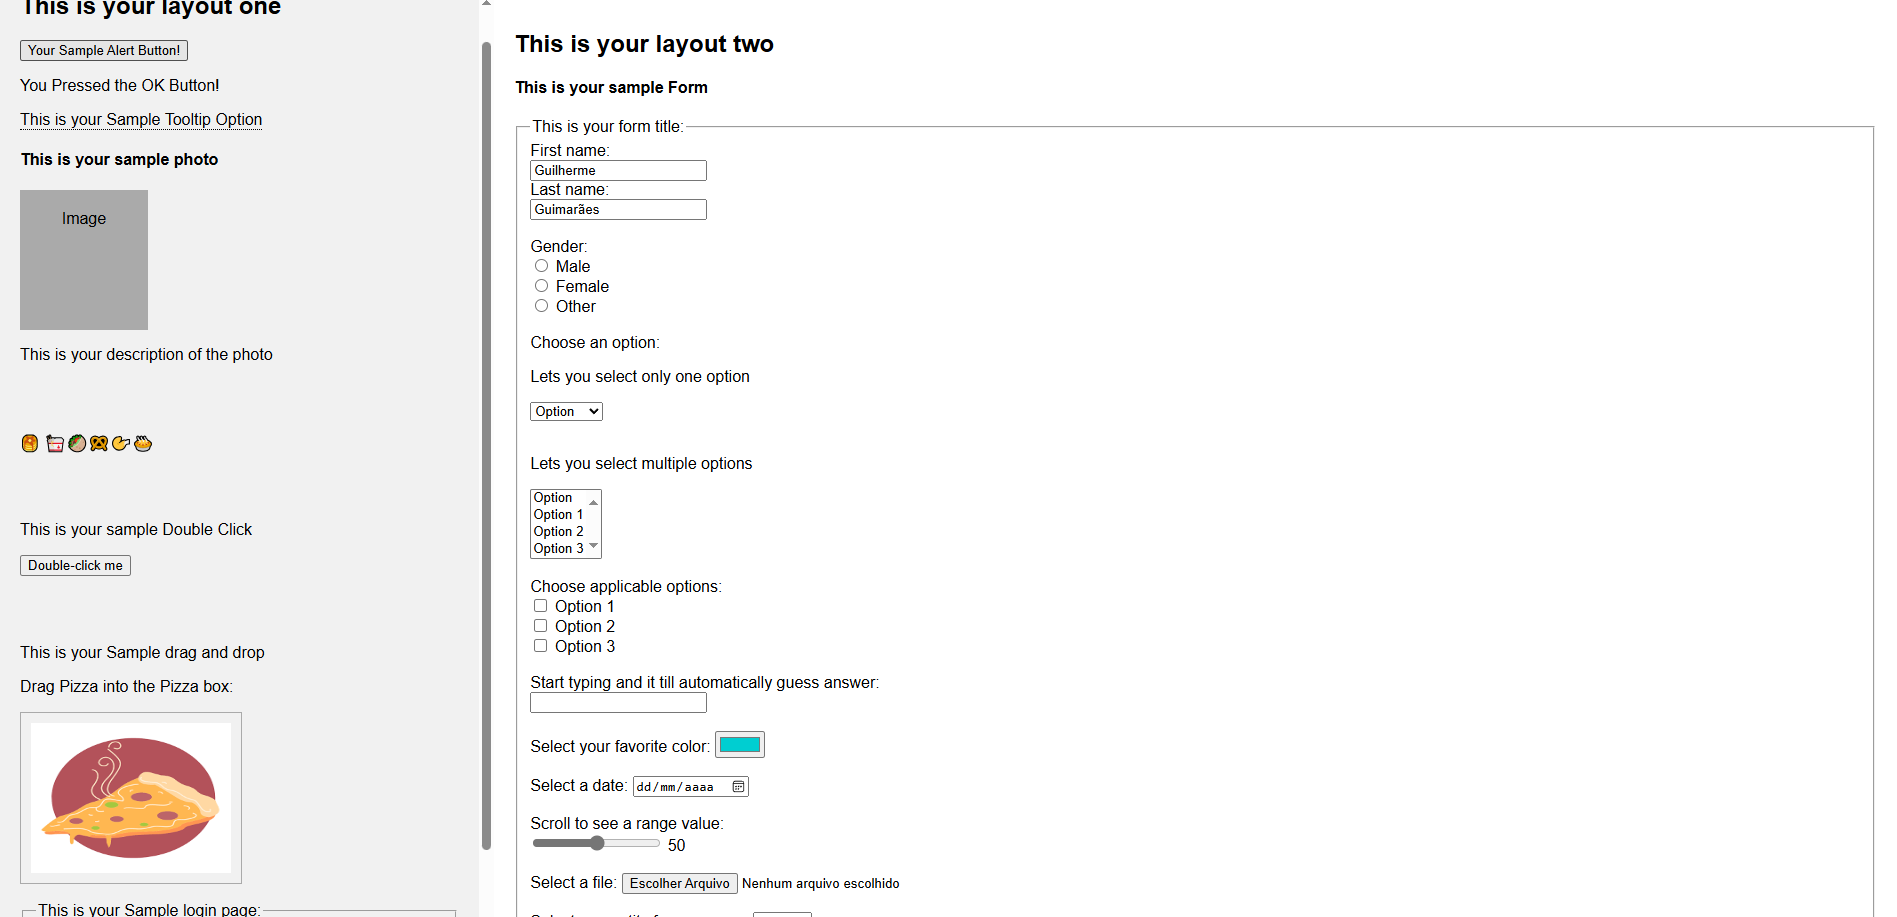 This is your layout one
Your Sample Alert Button!
You Pressed the OK Button!
This is your Sample Tooltip Option
This is your sample photo
Image
This is your description of the photo
This is your sample Double Click
Double-click me
This is your Sample drag and drop
Drag Pizza into the Pizza box:
This is your Sample login page:
This is your layout two
This is your sample Form
This is your form title:
First name:
Guilherme
Last name:
Guimarães
Gender:
Male
Female
Other
Choose an option:
Lets you select only one option
Option
Lets you select multiple options
Option
Option 1
Option 2
Option 3
Choose applicable options:
Option 1
Option 2
Option 3
Start typing and it till automatically guess answer:
Select your favorite color:
Select a date: dd/mm/aaaa
Scroll to see a range value:
50
Select a file: Escolher Arquivo Nenhum arquivo escolhido